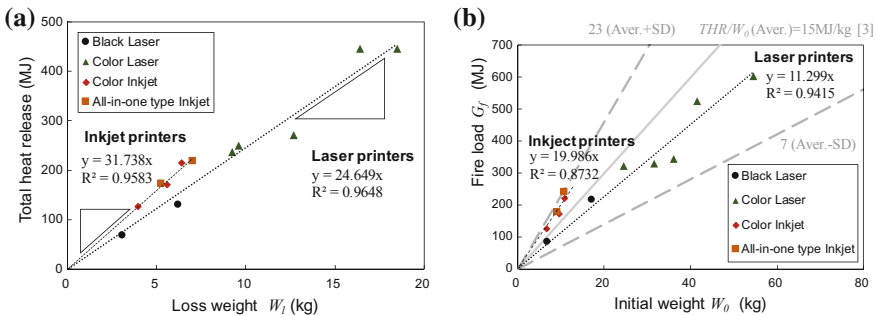 (a)
500
400
300
200
100
0
Total heat release (MJ)
Black Laser
Color Laser
Color Inkjet
All-in-one type Inkjet
Inkjet printers
y = 31.738x
R² = 0.9583
Laser printers
y = 24.649x
R² = 0.9648
0 5 10 15 20
Loss weight W_l (kg)
(b)
23 (Aver.+SD) THR/W₀ (Aver.)=15MJ/kg [3]
700
600
500
400
300
200
100
0
Fire load G_f (MJ)
Laser printers
y = 11.299x
R² = 0.9415
Inkject printers
y = 19.986x
R² = 0.8732
7 (Aver.-SD)
Black Laser
Color Laser
Color Inkjet
All-in-one type Inkjet
0 20 40 60 80
Initial weight W₀ (kg)